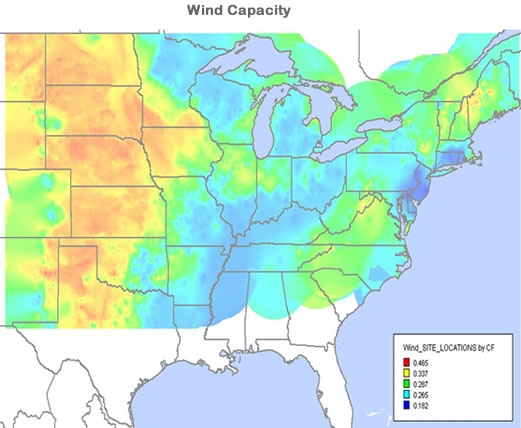 Wind Capacity
Wind_SITE_LOCATIONS by CF
0.465
0.337
0.287
0.265
0.182